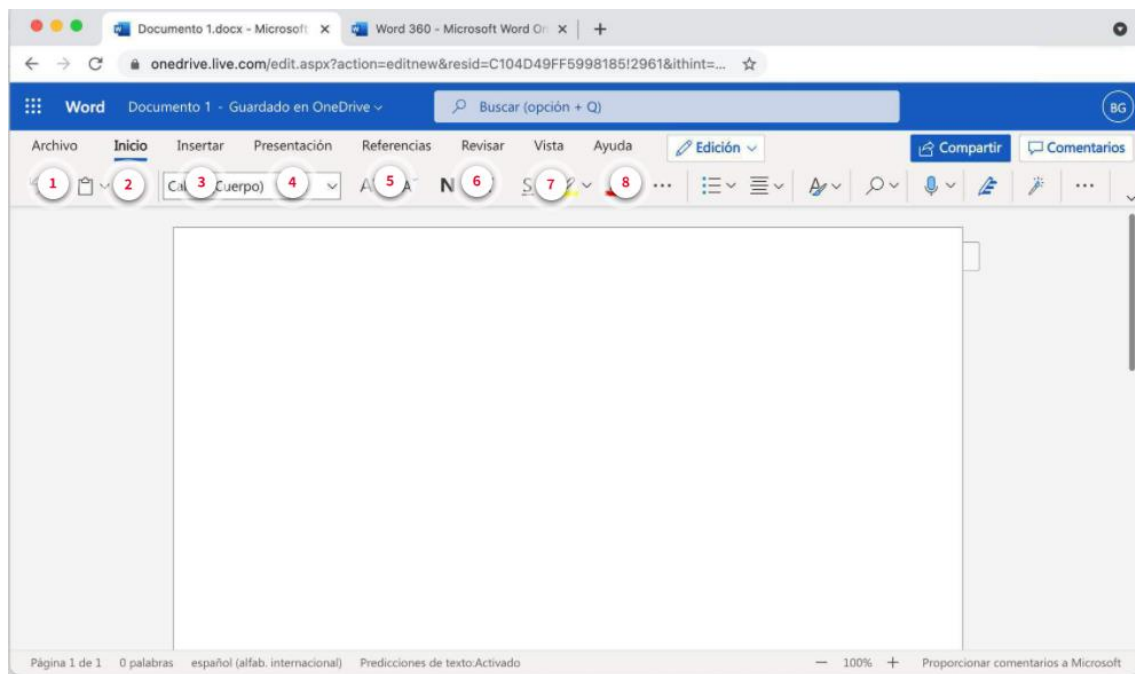 Documento 1.docx - Microsoft Word 360 - Microsoft Word On
onedrive.live.com/edit.aspx?action=editnew&resid=C104D49FF5998185!2961&ithint=...
Word Documento 1 - Guardado en OneDrive Buscar (opción + Q) BG
Archivo Inicio Insertar Presentación Referencias Revisar Vista Ayuda Edición Compartir Comentarios
1 2 3 Cuerpo) 4 5 N 6 S 7 8 ...
Página 1 de 1 0 palabras español (alfab. internacional) Predicciones de texto:Activado — 100% + Proporcionar comentarios a Microsoft